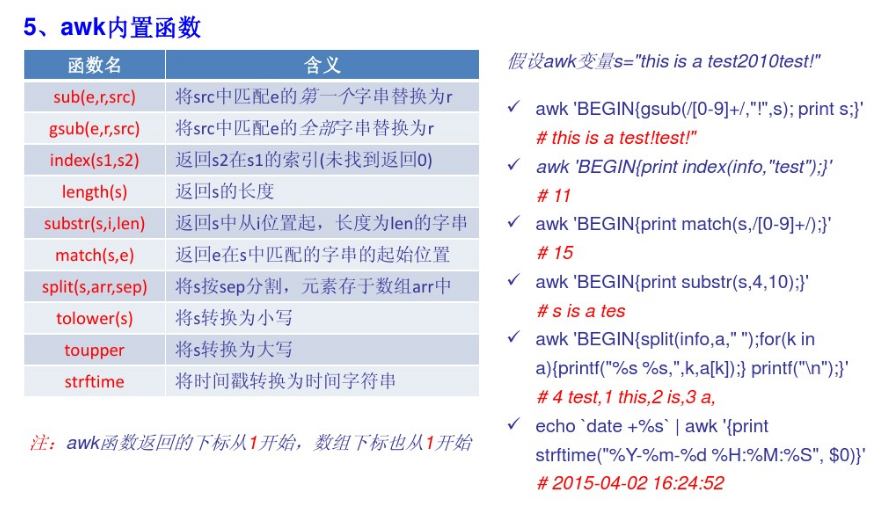 5、awk内置函数
函数名 含义
sub(e,r,src) 将src中匹配e的第一个字串替换为r
gsub(e,r,src) 将src中匹配e的全部字串替换为r
index(s1,s2) 返回s2在s1的索引(未找到返回0)
length(s) 返回s的长度
substr(s,i,len) 返回s中从i位置起，长度为len的字串
match(s,e) 返回e在s中匹配的字串的起始位置
split(s,arr,sep) 将s按sep分割，元素存于数组arr中
tolower(s) 将s转换为小写
toupper 将s转换为大写
strftime 将时间戳转换为时间字符串
注：awk函数返回的下标从1开始，数组下标也从1开始
假设awk变量s="this is a test2010test!"
✓ awk 'BEGIN{gsub(/[0-9]+/,"!",s); print s;}'
# this is a test!test!"
✓ awk 'BEGIN{print index(info,"test");}'
# 11
✓ awk 'BEGIN{print match(s,/[0-9]+/);}'
# 15
✓ awk 'BEGIN{print substr(s,4,10);}'
# s is a tes
✓ awk 'BEGIN{split(info,a," ");for(k in
a){printf("%s %s,",k,a[k]);} printf("\n");}'
# 4 test,1 this,2 is,3 a,
✓ echo `date +%s` | awk '{print
strftime("%Y-%m-%d %H:%M:%S", $0)}'
# 2015-04-02 16:24:52